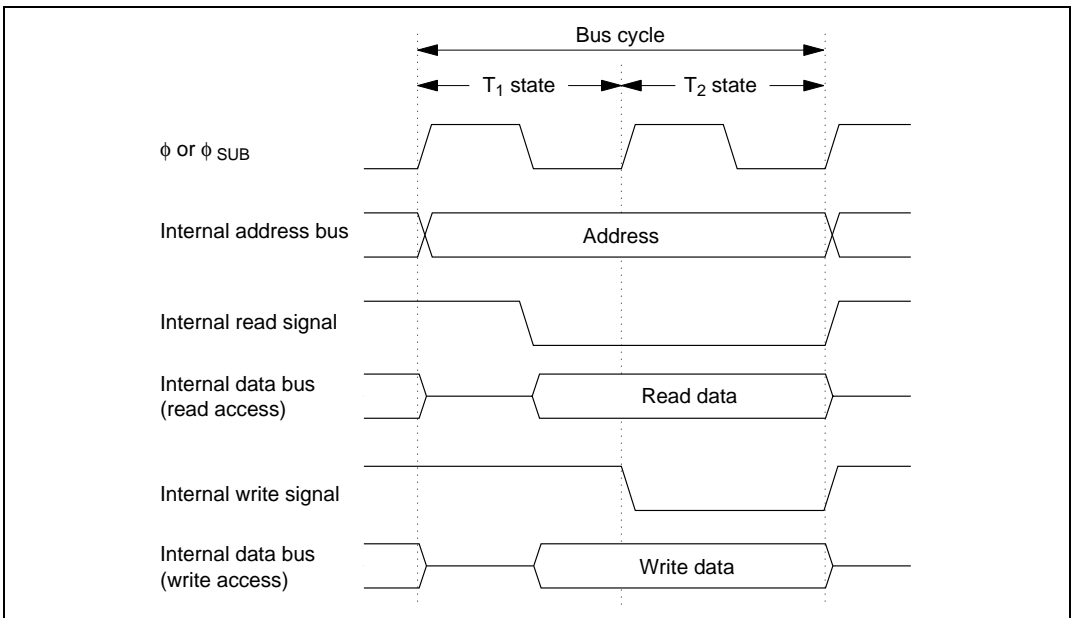 Bus cycle
T1 state
T2 state
ϕ or ϕ SUB
Internal address bus
Address
Internal read signal
Internal data bus
(read access)
Read data
Internal write signal
Internal data bus
(write access)
Write data